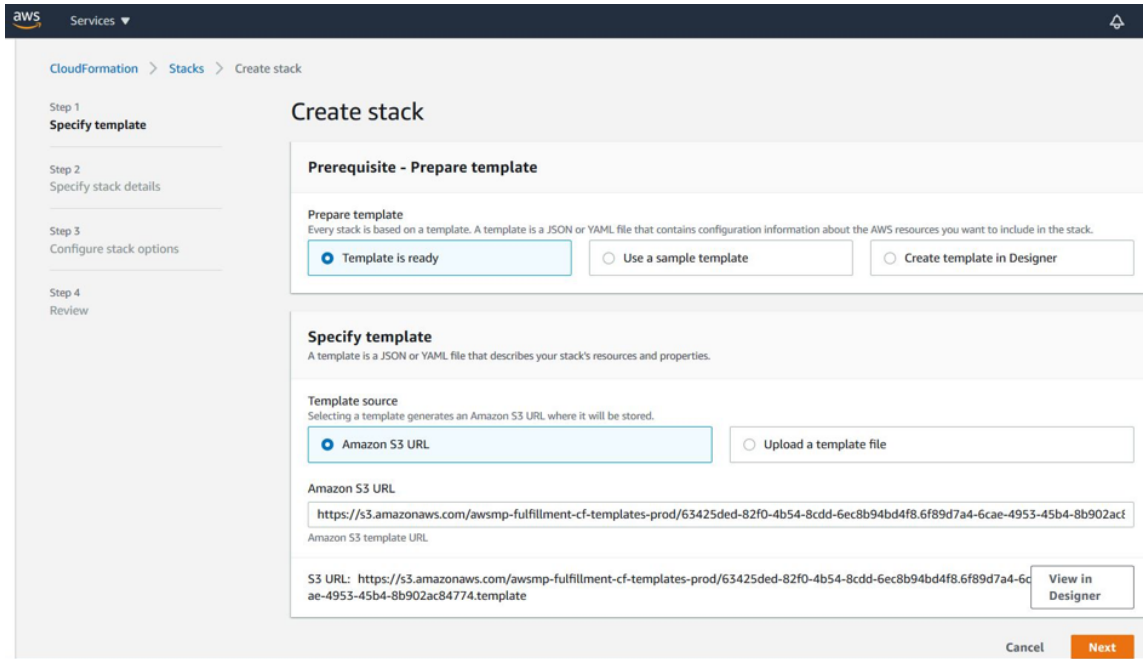 aws Services ▼
CloudFormation > Stacks > Create stack
Step 1
Specify template
Step 2
Specify stack details
Step 3
Configure stack options
Step 4
Review
Create stack
Prerequisite - Prepare template
Prepare template
Every stack is based on a template. A template is a JSON or YAML file that contains configuration information about the AWS resources you want to include in the stack.
Template is ready
Use a sample template
Create template in Designer
Specify template
A template is a JSON or YAML file that describes your stack's resources and properties.
Template source
Selecting a template generates an Amazon S3 URL where it will be stored.
Amazon S3 URL
Upload a template file
Amazon S3 URL
https://s3.amazonaws.com/awsmp-fulfillment-cf-templates-prod/63425ded-82f0-4b54-8cdd-6ec8b94bd4f8.6f89d7a4-6cae-4953-45b4-8b902ac8
Amazon S3 template URL
S3 URL: https://s3.amazonaws.com/awsmp-fulfillment-cf-templates-prod/63425ded-82f0-4b54-8cdd-6ec8b94bd4f8.6f89d7a4-6c
ae-4953-45b4-8b902ac84774.template
View in
Designer
Cancel
Next